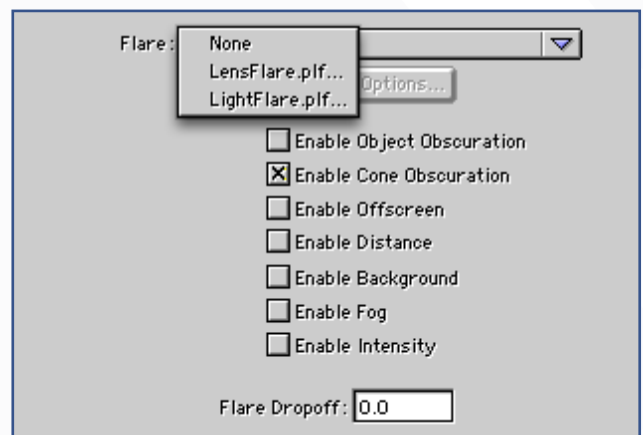 Flare:
None
LensFlare.plf...
LightFlare.plf...
Options...
Enable Object Obscuration
Enable Cone Obscuration
Enable Offscreen
Enable Distance
Enable Background
Enable Fog
Enable Intensity
Flare Dropoff: 0.0